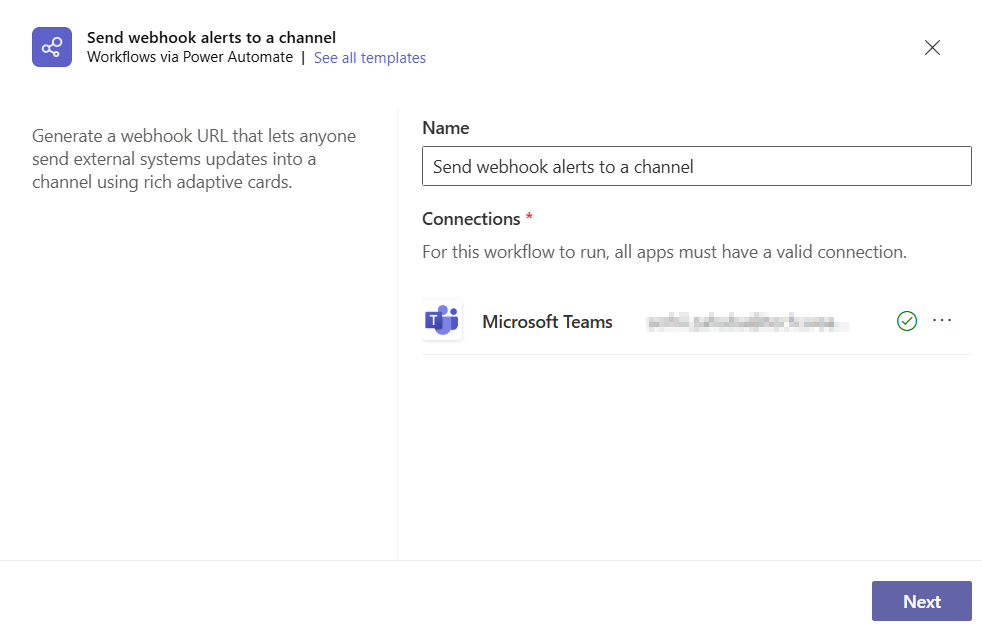 Send webhook alerts to a channel
Workflows via Power Automate | See all templates
Generate a webhook URL that lets anyone
send external systems updates into a
channel using rich adaptive cards.
Name
Send webhook alerts to a channel
Connections *
For this workflow to run, all apps must have a valid connection.
Microsoft Teams
Next